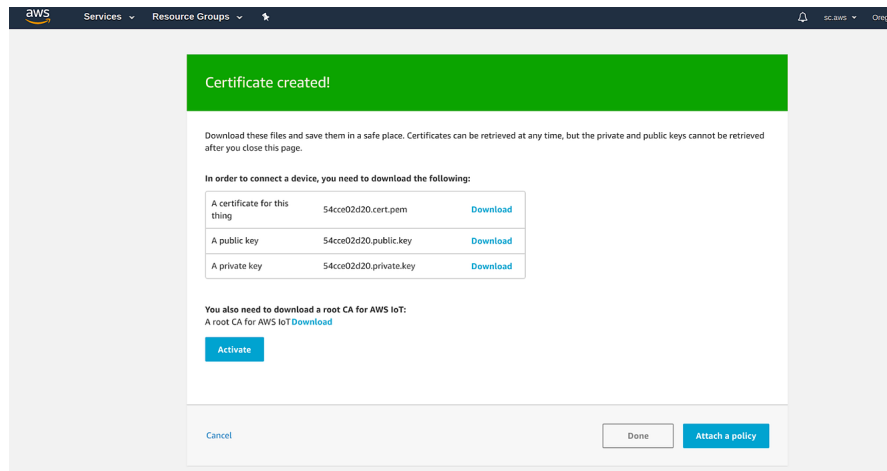 aws Services Resource Groups sc.aws Oreg
Certificate created!
Download these files and save them in a safe place. Certificates can be retrieved at any time, but the private and public keys cannot be retrieved
after you close this page.
In order to connect a device, you need to download the following:
A certificate for this
thing
54cce02d20.cert.pem Download
A public key 54cce02d20.public.key Download
A private key 54cce02d20.private.key Download
You also need to download a root CA for AWS IoT:
A root CA for AWS IoT Download
Activate
Cancel Done Attach a policy